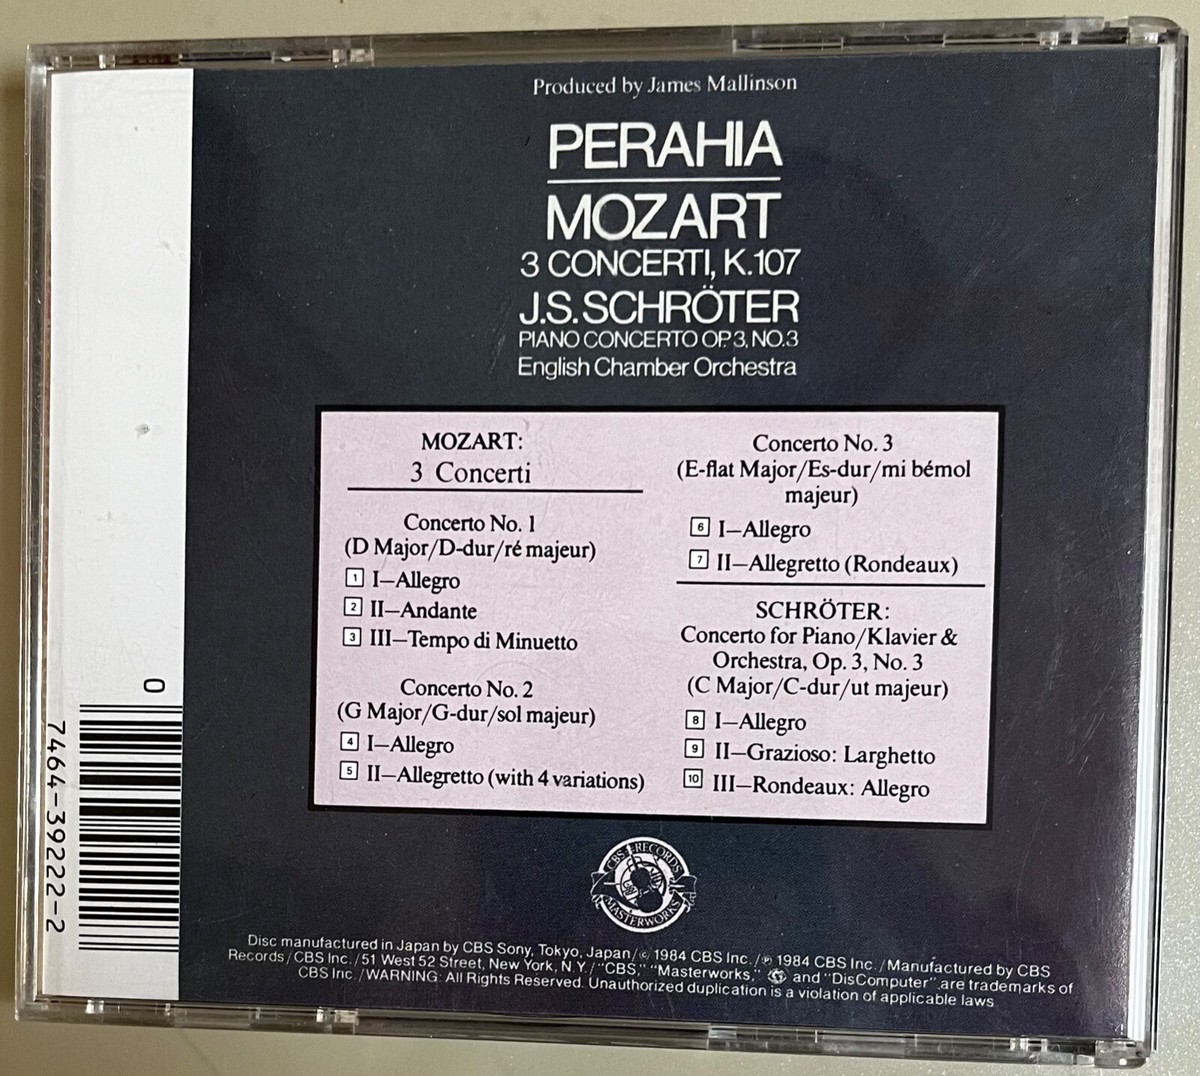 Produced by James Mallinson
PERAHIA
MOZART
3 CONCERTI, K.107
J.S. SCHRÖTER
PIANO CONCERTO OP. 3, NO. 3
English Chamber Orchestra
MOZART:
3 Concerti
Concerto No. 1
(D Major/D-dur/ré majeur)
1 I—Allegro
2 II—Andante
3 III—Tempo di Minuetto
Concerto No. 2
(G Major/G-dur/sol majeur)
4 I—Allegro
5 II—Allegretto (with 4 variations)
Concerto No. 3
(E-flat Major/Es-dur/mi bémol
majeur)
6 I—Allegro
7 II—Allegretto (Rondeaux)
SCHRÖTER:
Concerto for Piano/Klavier &
Orchestra, Op. 3, No. 3
(C Major/C-dur/ut majeur)
8 I—Allegro
9 II—Grazioso: Larghetto
10 III—Rondeaux: Allegro
CBS RECORDS
MASTERWORKS
Disc manufactured in Japan by CBS Sony, Tokyo, Japan/© 1984 CBS Inc./℗ 1984 CBS Inc./Manufactured by CBS
Records/CBS Inc./51 West 52 Street, New York, N.Y./"CBS," "Masterworks," and "DisComputer" are trademarks of
CBS Inc./WARNING: All Rights Reserved. Unauthorized duplication is a violation of applicable laws
0
7464-39222-2